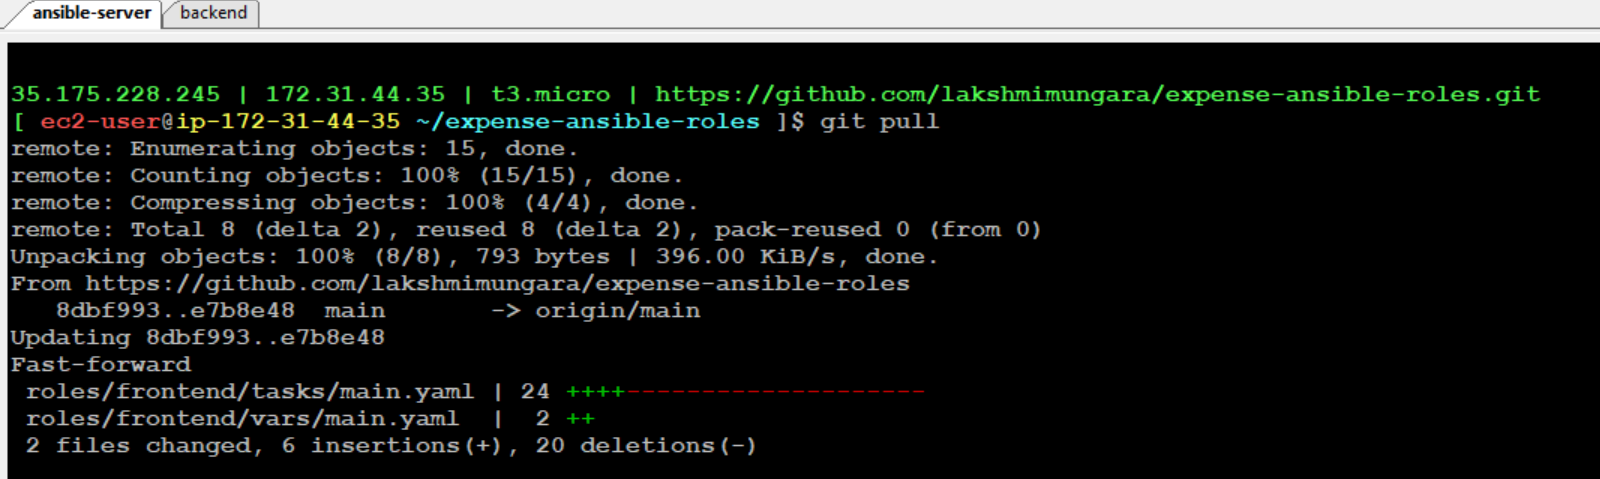 ansible-server backend
35.175.228.245 | 172.31.44.35 | t3.micro | https://github.com/lakshmimungara/expense-ansible-roles.git
[ ec2-user@ip-172-31-44-35 ~/expense-ansible-roles ]$ git pull
remote: Enumerating objects: 15, done.
remote: Counting objects: 100% (15/15), done.
remote: Compressing objects: 100% (4/4), done.
remote: Total 8 (delta 2), reused 8 (delta 2), pack-reused 0 (from 0)
Unpacking objects: 100% (8/8), 793 bytes | 396.00 KiB/s, done.
From https://github.com/lakshmimungara/expense-ansible-roles
   8dbf993..e7b8e48  main       -> origin/main
Updating 8dbf993..e7b8e48
Fast-forward
 roles/frontend/tasks/main.yaml | 24 ++++--------------------
 roles/frontend/vars/main.yaml  |  2 ++
 2 files changed, 6 insertions(+), 20 deletions(-)